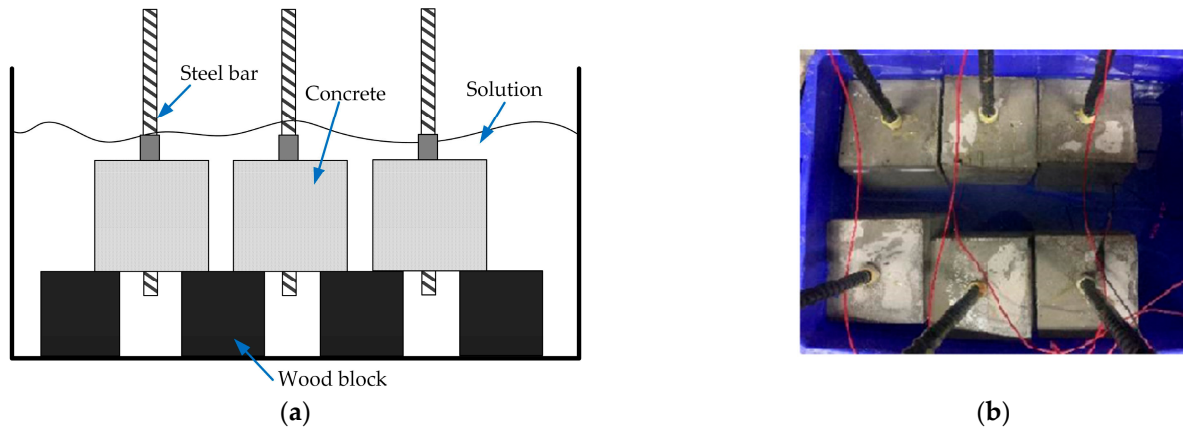 Steel bar
Concrete
Solution
Wood block
(a)
(b)